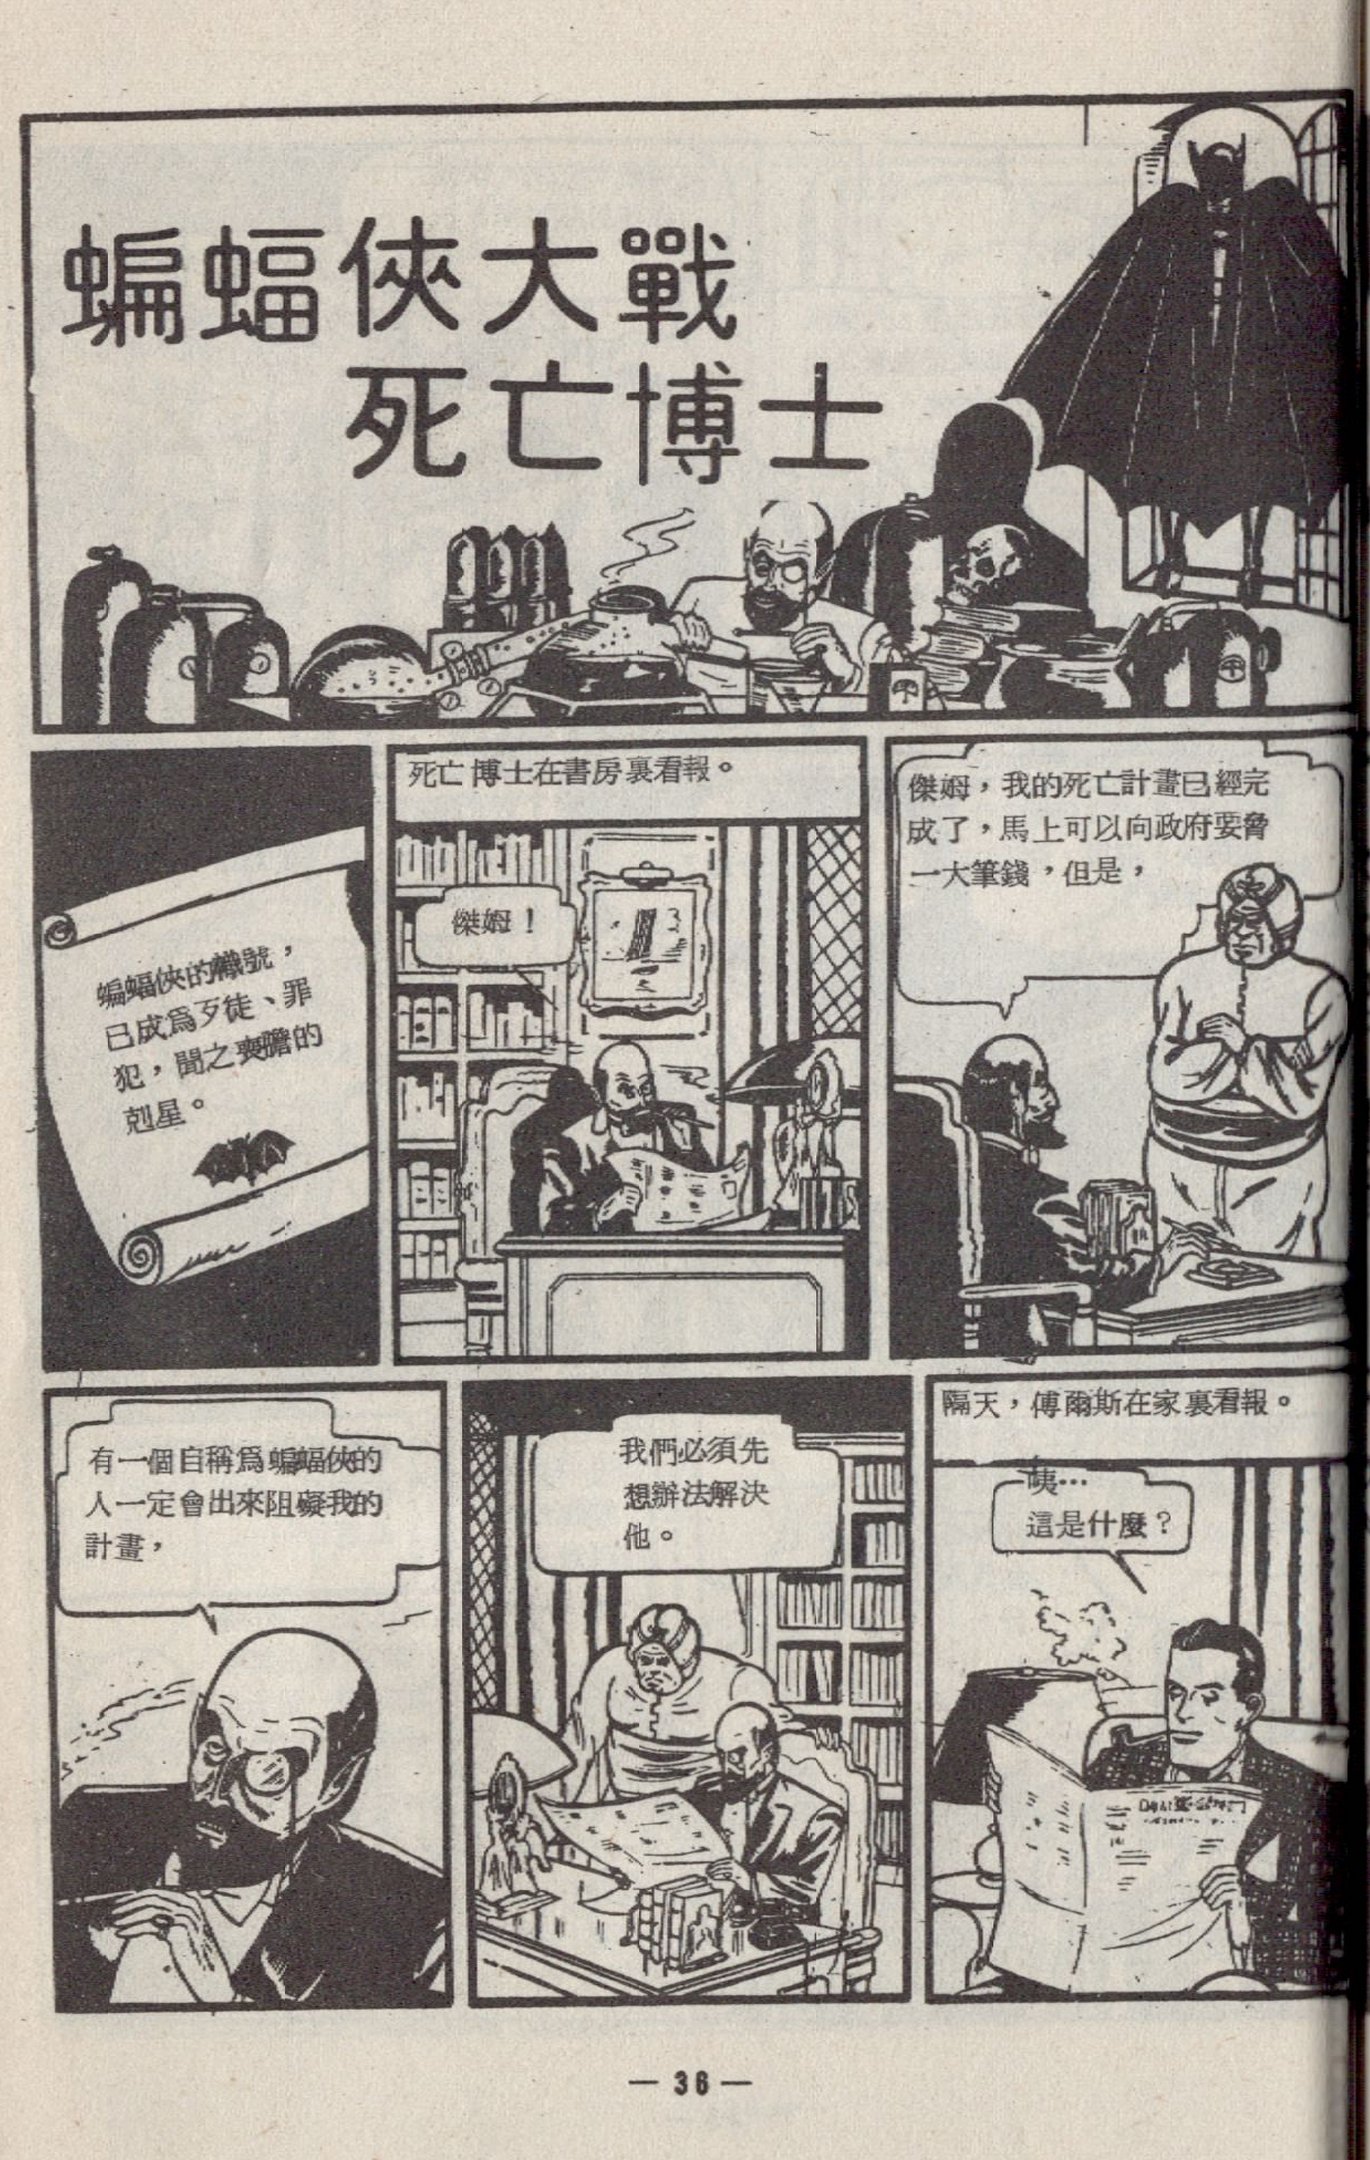 蝙蝠俠大戰
死亡博士
蝙蝠俠的幟號，
已成爲歹徒、罪
犯，聞之喪膽的
剋星。
死亡博士在書房裏看報。
傑姆！
傑姆，我的死亡計畫已經完
成了，馬上可以向政府要脅
一大筆錢，但是，
有一個自稱爲蝙蝠俠的
人一定會出來阻礙我的
計畫，
我們必須先
想辦法解決
他。
隔天，傅爾斯在家裏看報。
咦…
這是什麼？
— 36 —